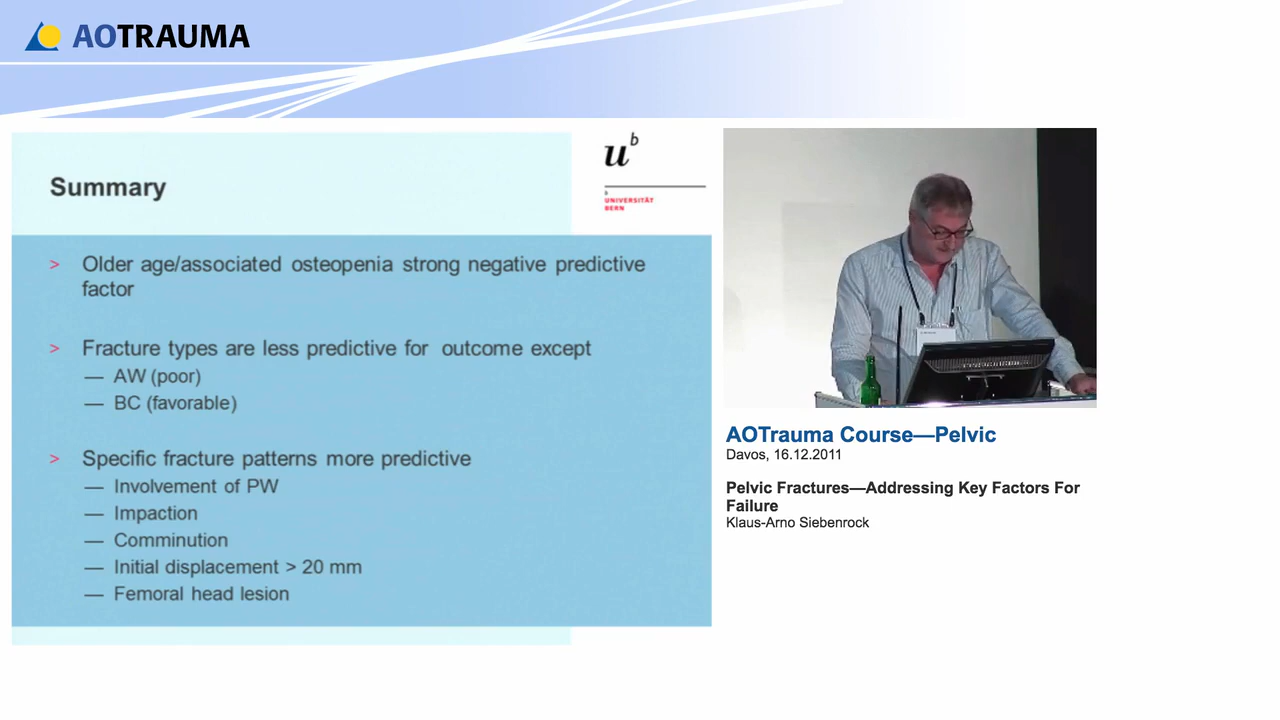 AOTRAUMA
Summary
u b
b
UNIVERSITÄT
BERN
> Older age/associated osteopenia strong negative predictive
factor
> Fracture types are less predictive for outcome except
— AW (poor)
— BC (favorable)
> Specific fracture patterns more predictive
— Involvement of PW
— Impaction
— Comminution
— Initial displacement > 20 mm
— Femoral head lesion
AOTrauma Course—Pelvic
Davos, 16.12.2011
Pelvic Fractures—Addressing Key Factors For
Failure
Klaus-Arno Siebenrock